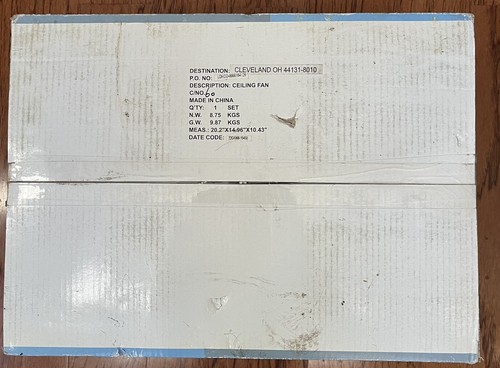 DESTINATION: CLEVELAND OH 44131-8010
P.O. NO:
DESCRIPTION: CEILING FAN
C/NO: 60
MADE IN CHINA
Q'TY: 1 SET
N.W. 8.75 KGS
G.W. 9.87 KGS
MEAS.: 20.2"X14.96"X10.43"
DATE CODE: